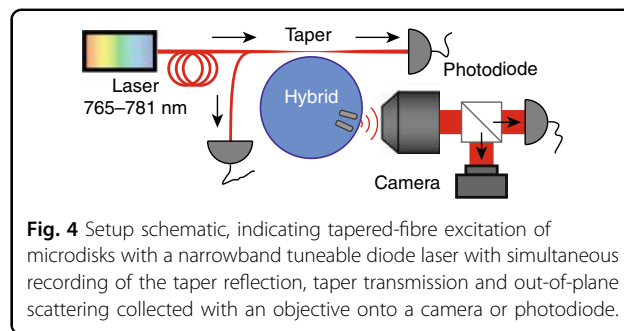 Taper
Laser
765–781 nm
Hybrid
Photodiode
Camera
Fig. 4 Setup schematic, indicating tapered-fibre excitation of
microdisks with a narrowband tuneable diode laser with simultaneous
recording of the taper reflection, taper transmission and out-of-plane
scattering collected with an objective onto a camera or photodiode.